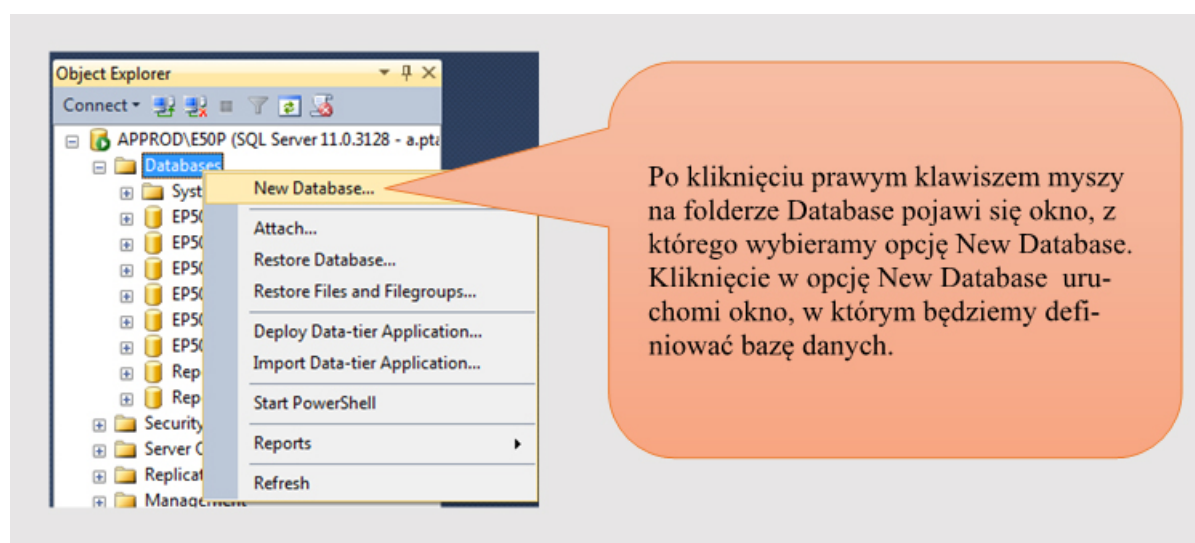 Object Explorer
Connect
APPROD\E50P (SQL Server 11.0.3128 - a.pta
Databases
Syst
New Database...
EP50
Attach...
EP50
Restore Database...
EP50
Restore Files and Filegroups...
EP50
EP50
Deploy Data-tier Application...
EP50
Import Data-tier Application...
Rep
Rep
Start PowerShell
Security
Reports
Server O
Replicat
Refresh
Management
Po kliknięciu prawym klawiszem myszy
na folderze Database pojawi się okno, z
którego wybieramy opcję New Database.
Kliknięcie w opcję New Database uru-
chomi okno, w którym będziemy defi-
niować bazę danych.